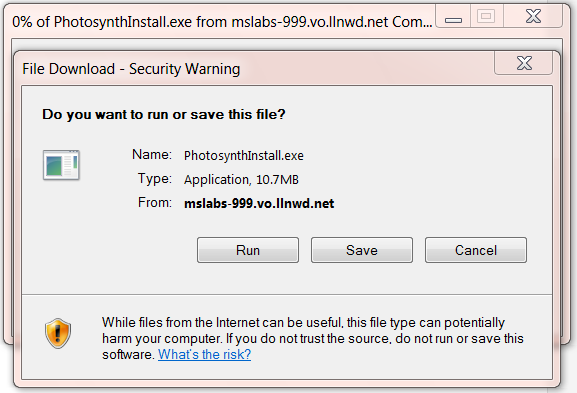 0% of PhotosynthInstall.exe from mslabs-999.vo.llnwd.net Com...
File Download - Security Warning
Do you want to run or save this file?
Name: PhotosynthInstall.exe
Type: Application, 10.7MB
From: mslabs-999.vo.llnwd.net
Run Save Cancel
While files from the Internet can be useful, this file type can potentially
harm your computer. If you do not trust the source, do not run or save this
software. What's the risk?